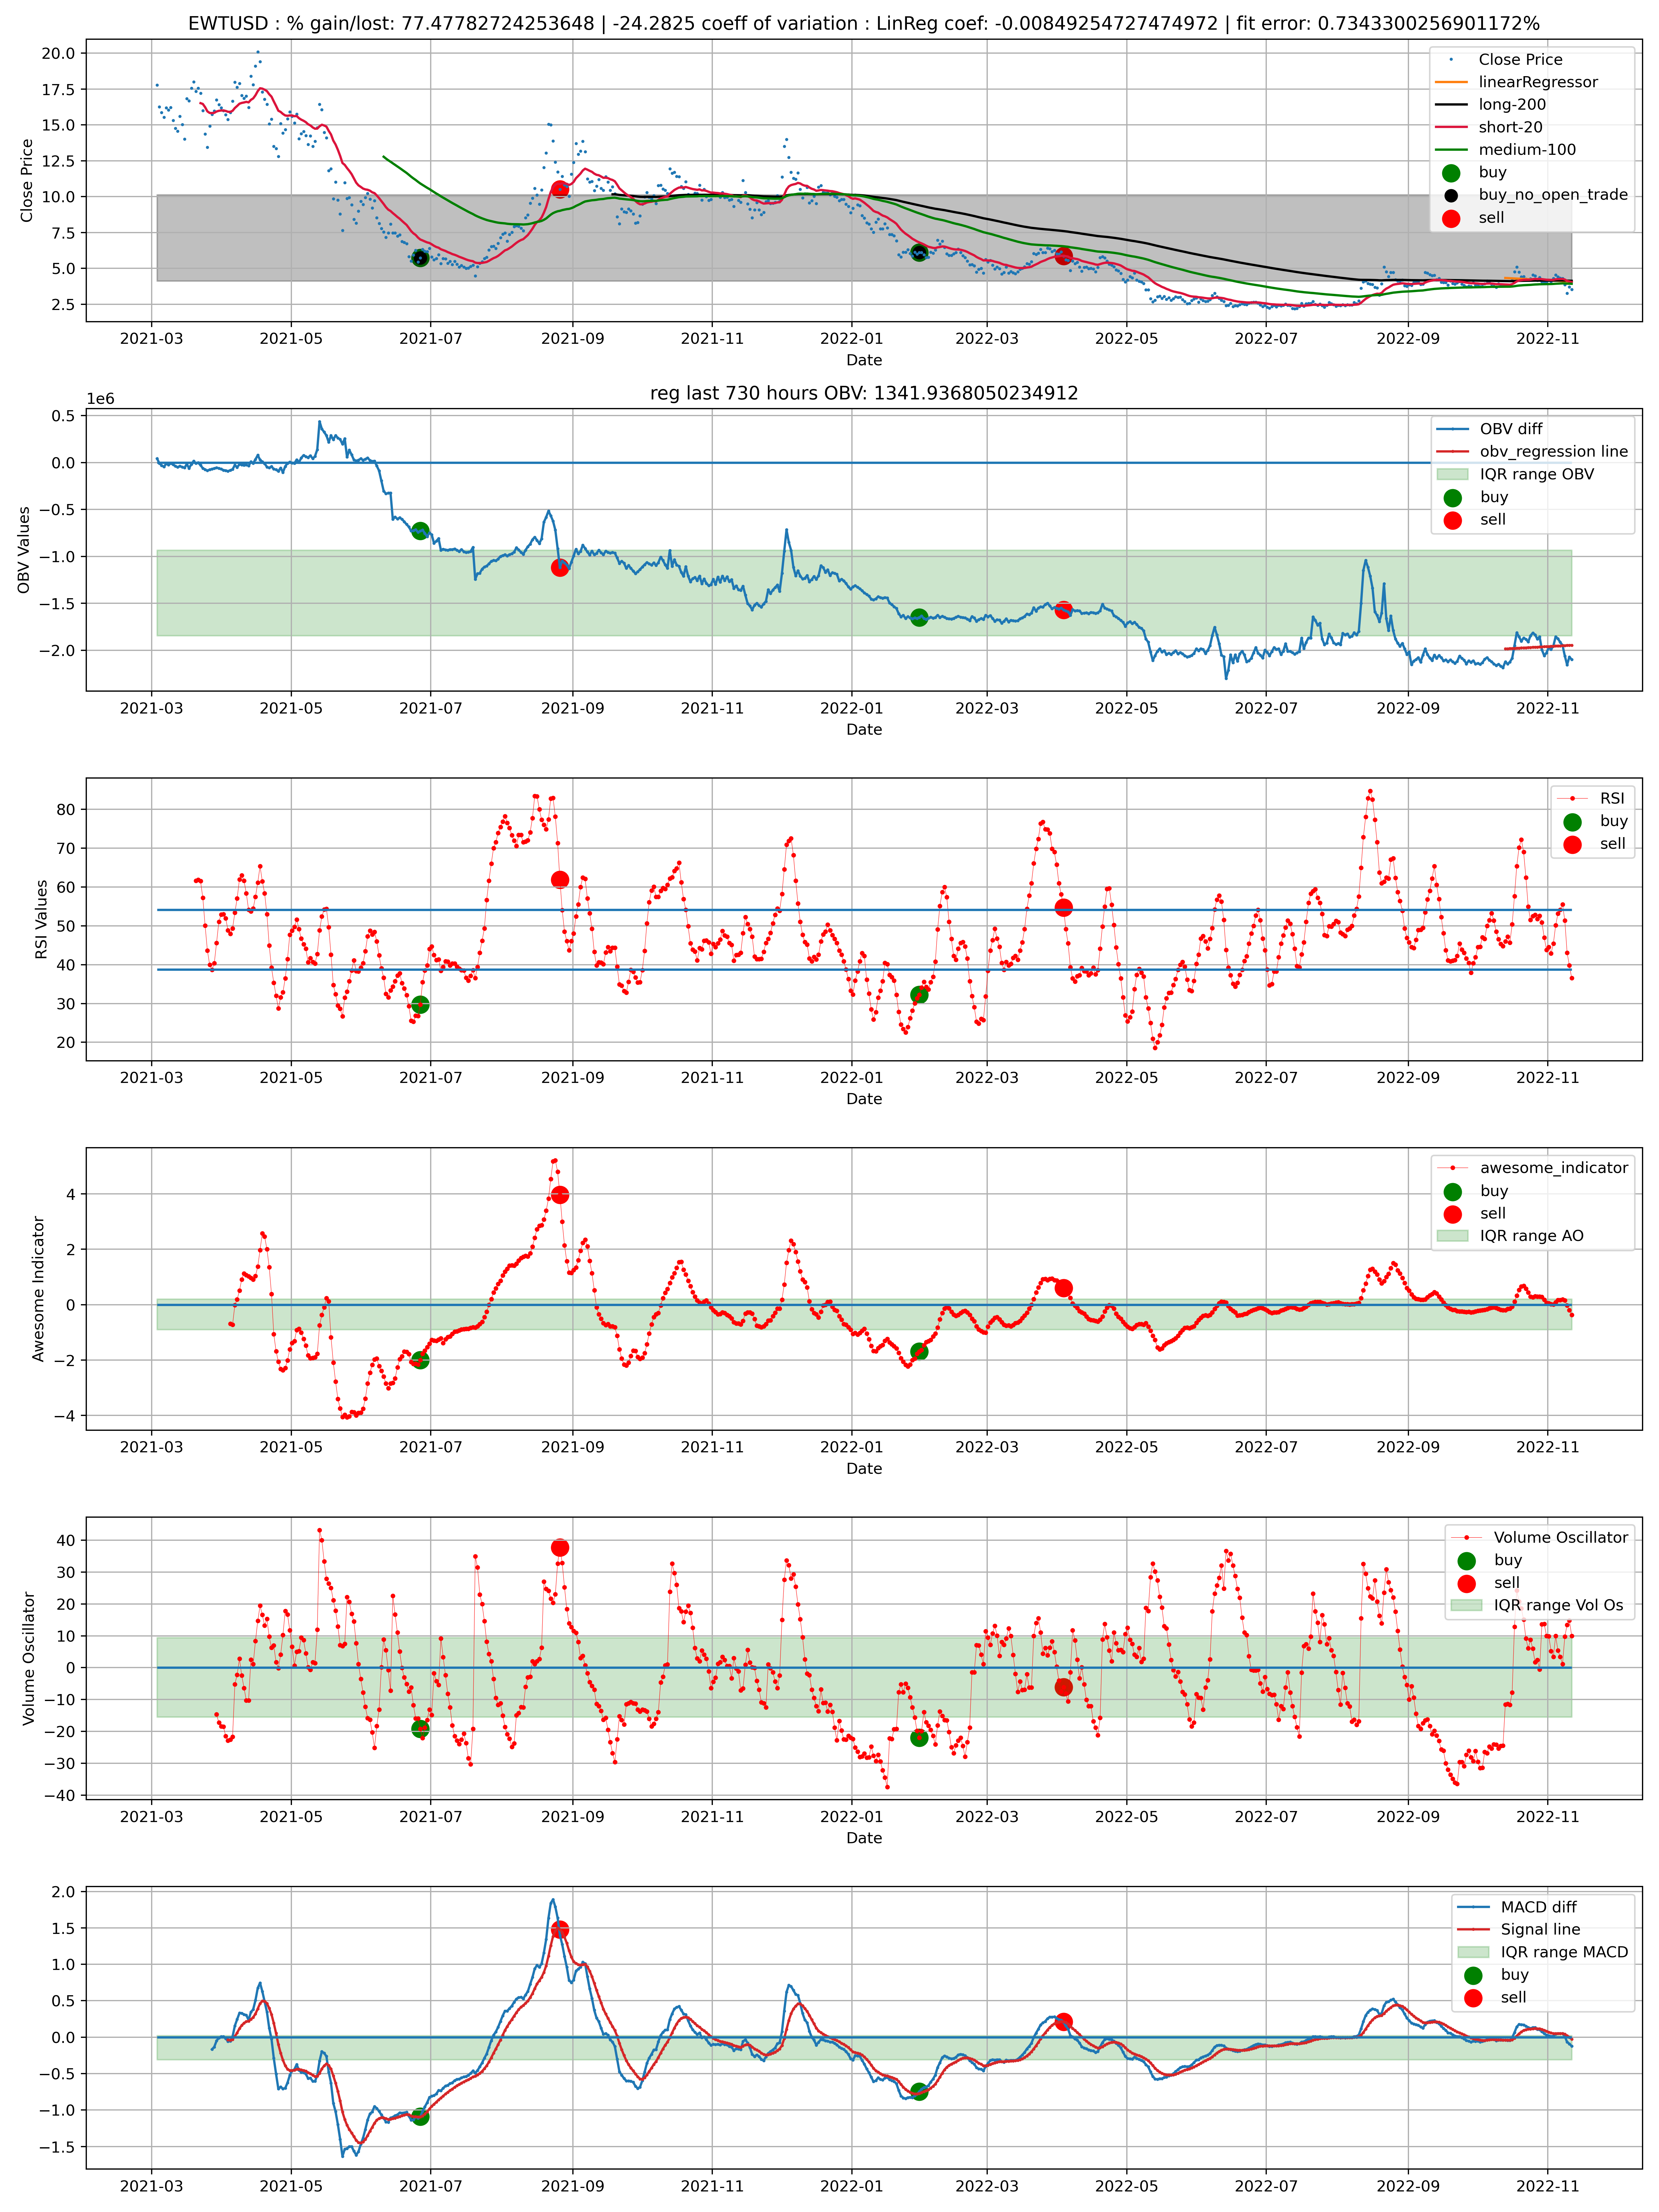 EWTUSD : % gain/lost: 77.47782724253648 | -24.2825 coeff of variation : LinReg coef: -0.00849254727474972 | fit error: 0.7343300256901172%
Close Price
20.0
17.5
15.0
12.5
10.0
7.5
5.0
2.5
Close Price
linearRegressor
long-200
short-20
medium-100
buy
buy_no_open_trade
sell
2021-03 2021-05 2021-07 2021-09 2021-11 2022-01 2022-03 2022-05 2022-07 2022-09 2022-11
Date
reg last 730 hours OBV: 1341.9368050234912
1e6
OBV Values
0.5
0.0
−0.5
−1.0
−1.5
−2.0
OBV diff
obv_regression line
IQR range OBV
buy
sell
2021-03 2021-05 2021-07 2021-09 2021-11 2022-01 2022-03 2022-05 2022-07 2022-09 2022-11
Date
RSI Values
80
70
60
50
40
30
20
RSI
buy
sell
2021-03 2021-05 2021-07 2021-09 2021-11 2022-01 2022-03 2022-05 2022-07 2022-09 2022-11
Date
Awesome Indicator
4
2
0
−2
−4
awesome_indicator
buy
sell
IQR range AO
2021-03 2021-05 2021-07 2021-09 2021-11 2022-01 2022-03 2022-05 2022-07 2022-09 2022-11
Date
Volume Oscillator
40
30
20
10
0
−10
−20
−30
−40
Volume Oscillator
buy
sell
IQR range Vol Os
2021-03 2021-05 2021-07 2021-09 2021-11 2022-01 2022-03 2022-05 2022-07 2022-09 2022-11
Date
2.0
1.5
1.0
0.5
0.0
−0.5
−1.0
−1.5
MACD diff
Signal line
IQR range MACD
buy
sell
2021-03 2021-05 2021-07 2021-09 2021-11 2022-01 2022-03 2022-05 2022-07 2022-09 2022-11